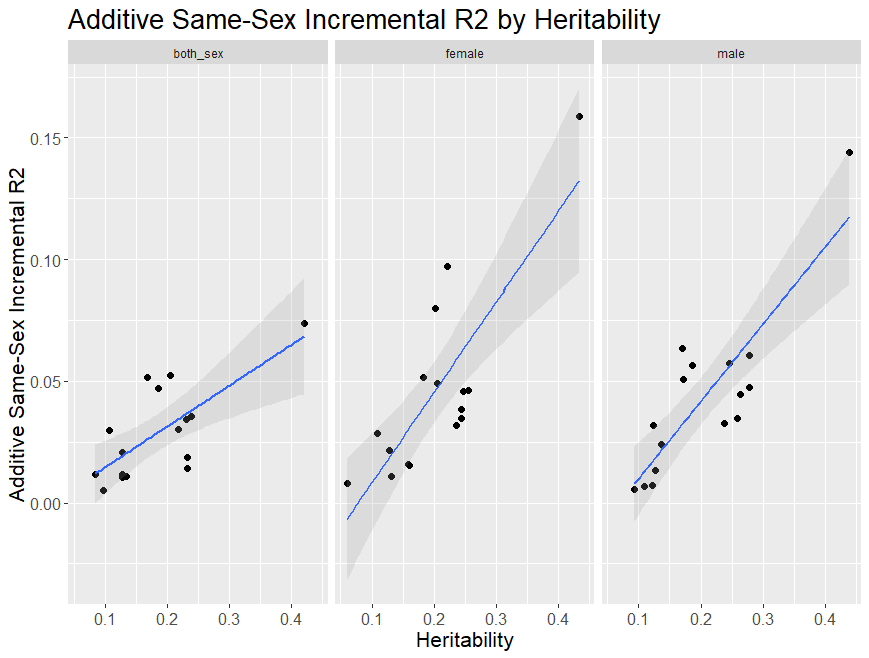 Additive Same-Sex Incremental R2 by Heritability
both_sex female male
Additive Same-Sex Incremental R2
0.15
0.10
0.05
0.00
0.1 0.2 0.3 0.4 0.1 0.2 0.3 0.4 0.1 0.2 0.3 0.4
Heritability